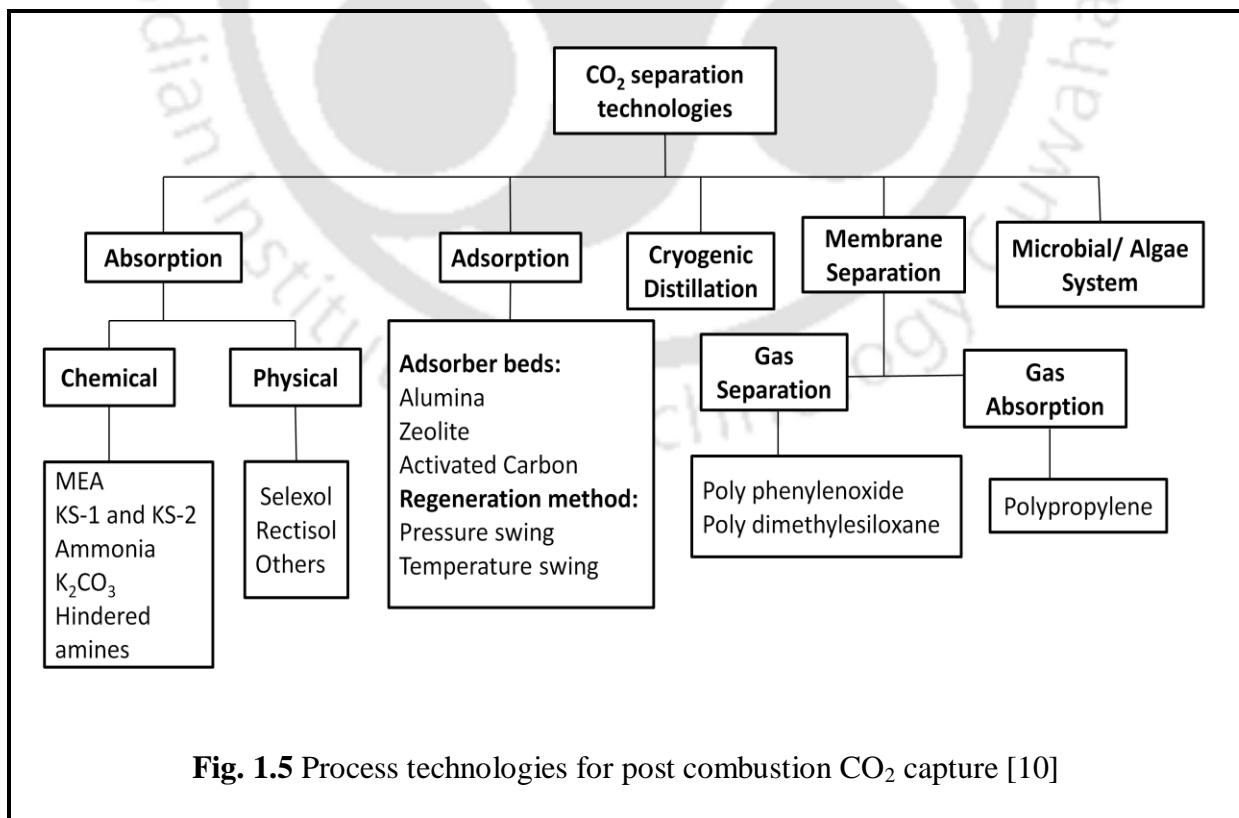 CO₂ separation
technologies
Absorption
Adsorption
Cryogenic
Distillation
Membrane
Separation
Microbial/ Algae
System
Chemical
Physical
Adsorber beds:
Alumina
Zeolite
Activated Carbon
Regeneration method:
Pressure swing
Temperature swing
Gas
Separation
Gas
Absorption
MEA
KS-1 and KS-2
Ammonia
K₂CO₃
Hindered
amines
Selexol
Rectisol
Others
Poly phenylenoxide
Poly dimethylesiloxane
Polypropylene
Fig. 1.5 Process technologies for post combustion CO₂ capture [10]